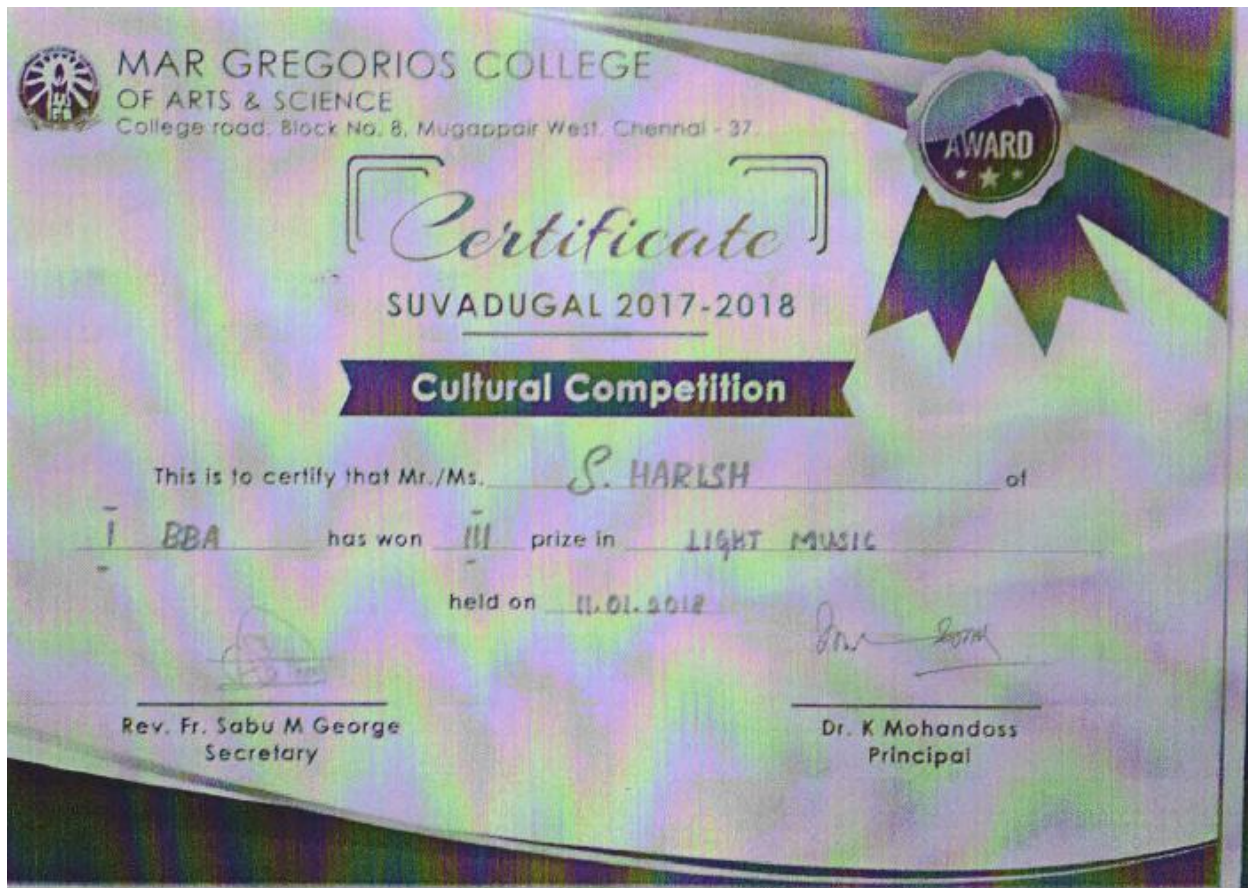 MAR GREGORIOS COLLEGE
OF ARTS & SCIENCE
College road, Block No. 8, Mugappair West, Chennai - 37.
AWARD
Certificate
SUVADUGAL 2017-2018
Cultural Competition
This is to certify that Mr./Ms. S. HARISH of
I BBA has won III prize in LIGHT MUSIC
held on 11.01.2018
Rev. Fr. Sabu M George
Secretary
Dr. K Mohandoss
Principal